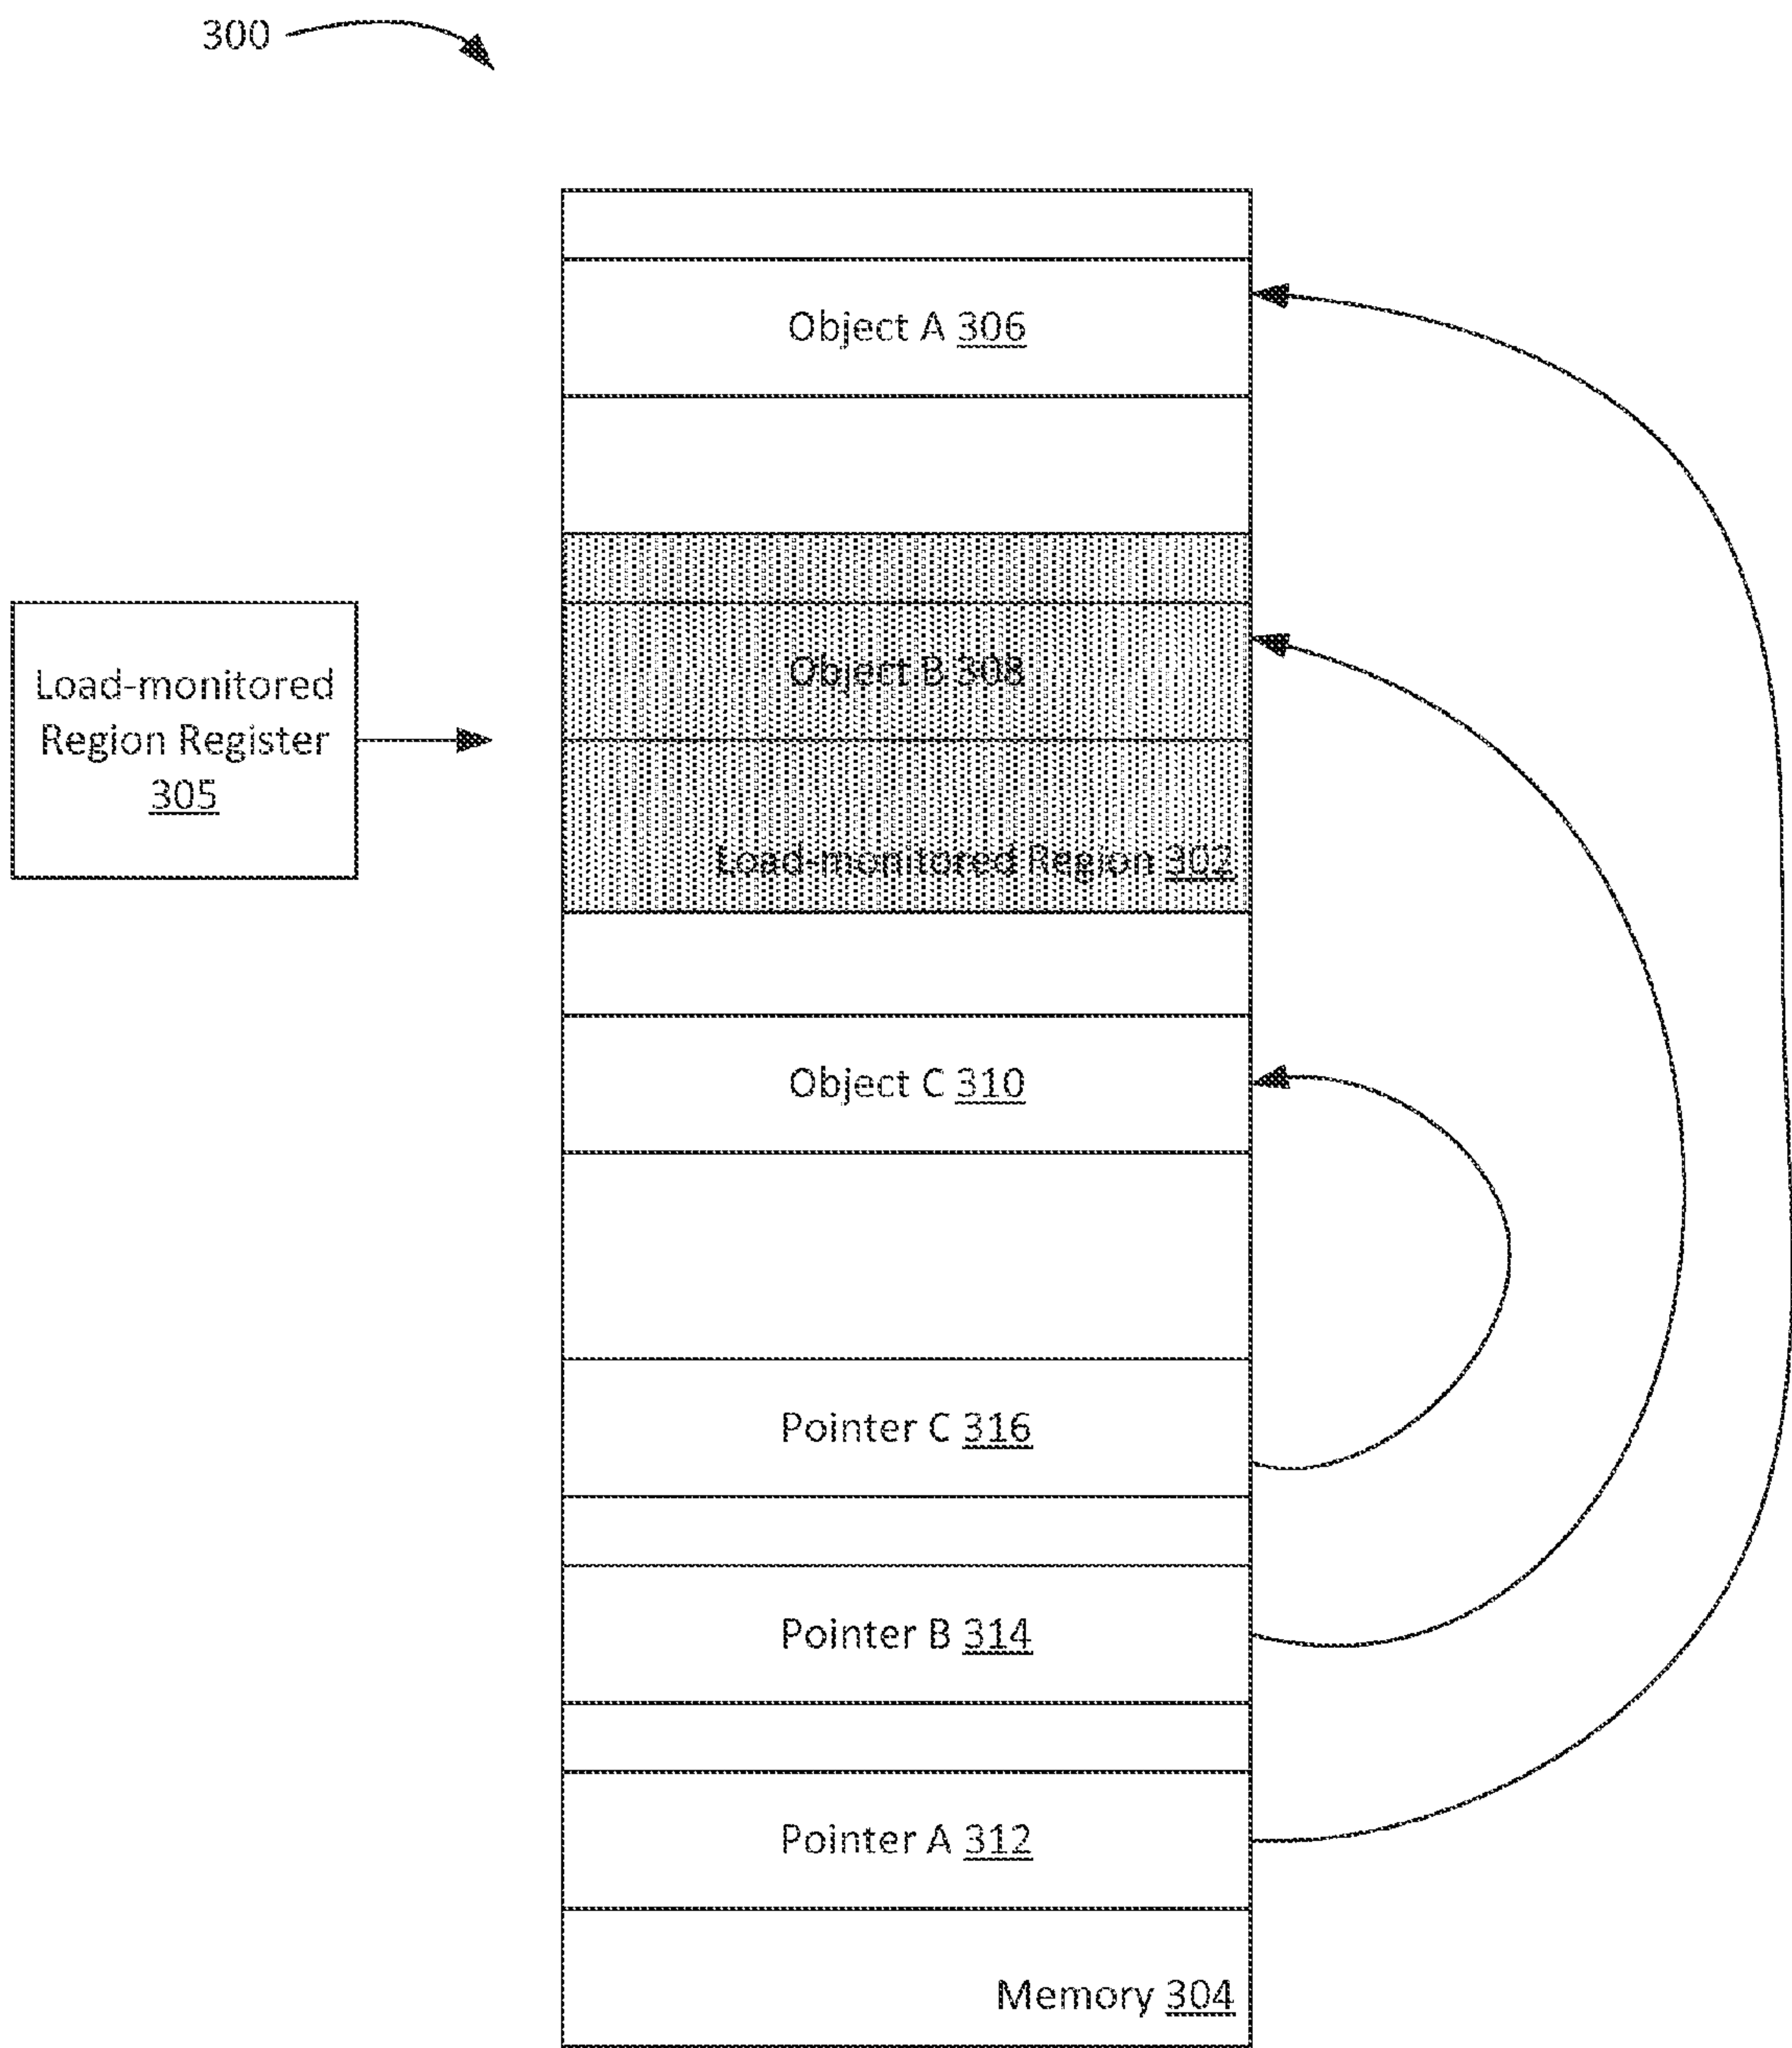 300
Object A 306
Object B 308
Load-monitored
Region Register
305
Load-monitored Region 302
Object C 310
Pointer C 316
Pointer B 314
Pointer A 312
Memory 304